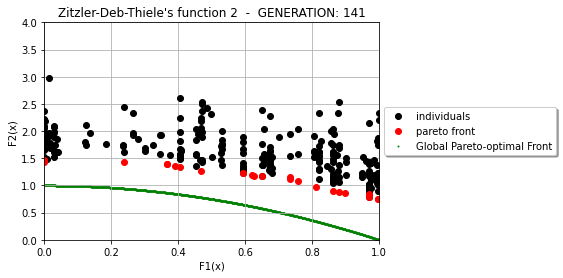 Zitzler-Deb-Thiele's function 2 - GENERATION: 141
4.0
3.5
3.0
2.5
2.0
1.5
1.0
0.5
0.0
F2(x)
0.0 0.2 0.4 0.6 0.8 1.0
F1(x)
individuals
pareto front
Global Pareto-optimal Front